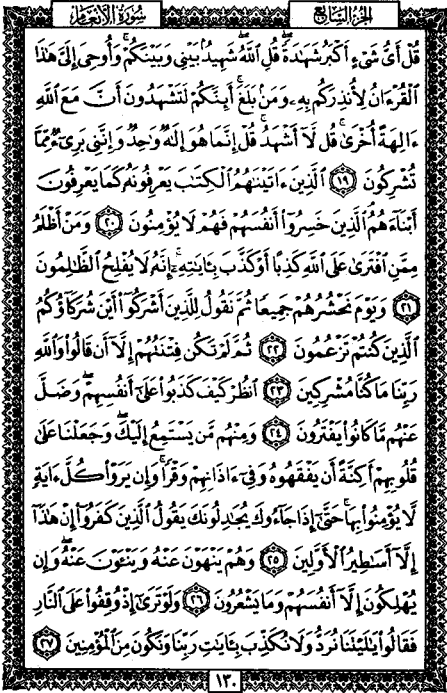 الجزء السابع
سورة الأنعام
قُلْ أَىُّ شَىْءٍ أَكْبَرُ شَهَٰدَةً ۖ قُلِ ٱللَّهُ ۖ شَهِيدٌۢ بَيْنِى وَبَيْنَكُمْ ۚ وَأُوحِىَ إِلَىَّ هَٰذَا
ٱلْقُرْءَانُ لِأُنذِرَكُم بِهِۦ وَمَنۢ بَلَغَ ۚ أَئِنَّكُمْ لَتَشْهَدُونَ أَنَّ مَعَ ٱللَّهِ
ءَالِهَةً أُخْرَىٰ ۚ قُل لَّآ أَشْهَدُ ۚ قُلْ إِنَّمَا هُوَ إِلَٰهٌ وَٰحِدٌ وَإِنَّنِى بَرِىٓءٌ مِّمَّا
تُشْرِكُونَ ١٩ ٱلَّذِينَ ءَاتَيْنَٰهُمُ ٱلْكِتَٰبَ يَعْرِفُونَهُۥ كَمَا يَعْرِفُونَ
أَبْنَآءَهُمُ ٱلَّذِينَ خَسِرُوٓا۟ أَنفُسَهُمْ فَهُمْ لَا يُؤْمِنُونَ ٢٠ وَمَنْ أَظْلَمُ
مِمَّنِ ٱفْتَرَىٰ عَلَى ٱللَّهِ كَذِبًا أَوْ كَذَّبَ بِـَٔايَٰتِهِۦٓ ۗ إِنَّهُۥ لَا يُفْلِحُ ٱلظَّٰلِمُونَ
٢١ وَيَوْمَ نَحْشُرُهُمْ جَمِيعًا ثُمَّ نَقُولُ لِلَّذِينَ أَشْرَكُوٓا۟ أَيْنَ شُرَكَآؤُكُمُ
ٱلَّذِينَ كُنتُمْ تَزْعُمُونَ ٢٢ ثُمَّ لَمْ تَكُن فِتْنَتُهُمْ إِلَّآ أَن قَالُوا۟ وَٱللَّهِ
رَبِّنَا مَا كُنَّا مُشْرِكِينَ ٢٣ ٱنظُرْ كَيْفَ كَذَبُوا۟ عَلَىٰٓ أَنفُسِهِمْ ۚ وَضَلَّ
عَنْهُم مَّا كَانُوا۟ يَفْتَرُونَ ٢٤ وَمِنْهُم مَّن يَسْتَمِعُ إِلَيْكَ ۖ وَجَعَلْنَا عَلَىٰ
قُلُوبِهِمْ أَكِنَّةً أَن يَفْقَهُوهُ وَفِىٓ ءَاذَانِهِمْ وَقْرًا ۚ وَإِن يَرَوْا۟ كُلَّ ءَايَةٍ
لَّا يُؤْمِنُوا۟ بِهَا ۚ حَتَّىٰٓ إِذَا جَآءُوكَ يُجَٰدِلُونَكَ يَقُولُ ٱلَّذِينَ كَفَرُوٓا۟ إِنْ هَٰذَآ
إِلَّآ أَسَٰطِيرُ ٱلْأَوَّلِينَ ٢٥ وَهُمْ يَنْهَوْنَ عَنْهُ وَيَنْـَٔوْنَ عَنْهُ ۖ وَإِن
يُهْلِكُونَ إِلَّآ أَنفُسَهُمْ وَمَا يَشْعُرُونَ ٢٦ وَلَوْ تَرَىٰٓ إِذْ وُقِفُوا۟ عَلَى ٱلنَّارِ
فَقَالُوا۟ يَٰلَيْتَنَا نُرَدُّ وَلَا نُكَذِّبَ بِـَٔايَٰتِ رَبِّنَا وَنَكُونَ مِنَ ٱلْمُؤْمِنِينَ ٢٧
١٣٠